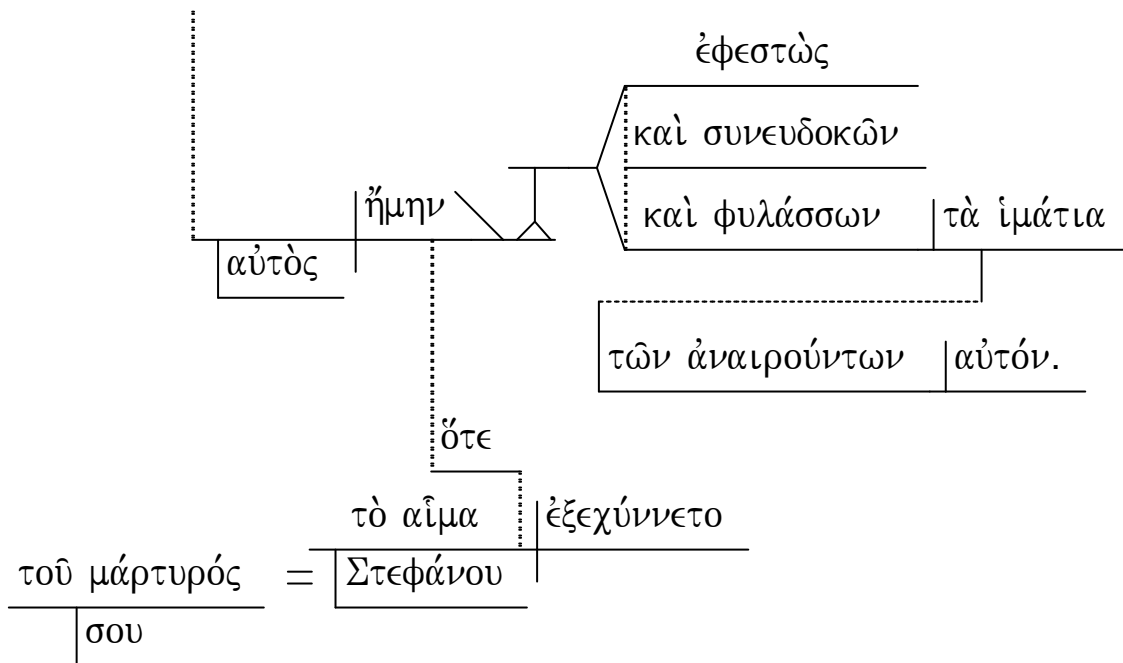 ἐφεστὼς
καὶ συνευδοκῶν
ἤμην
καὶ φυλάσσων τὰ ἱμάτια
αὐτὸς
τῶν ἀναιρούντων αὐτόν.
ὅτε
τὸ αἷμα ἐξεχύννετο
τοῦ μάρτυρός = Στεφάνου
σου